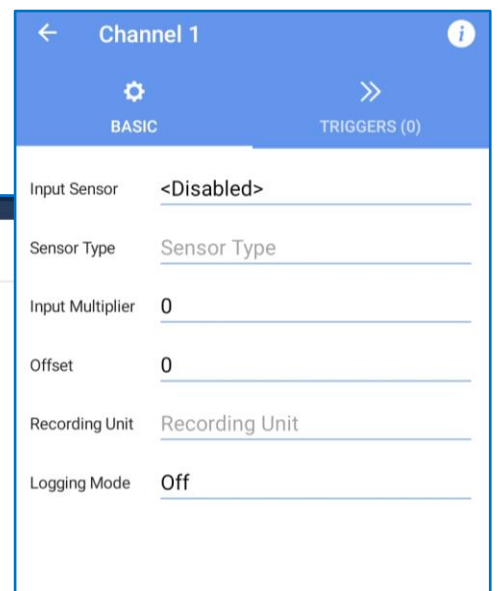 Channel 1
BASIC TRIGGERS (0)
Input Sensor <Disabled>
Sensor Type Sensor Type
Input Multiplier 0
Offset 0
Recording Unit Recording Unit
Logging Mode Off